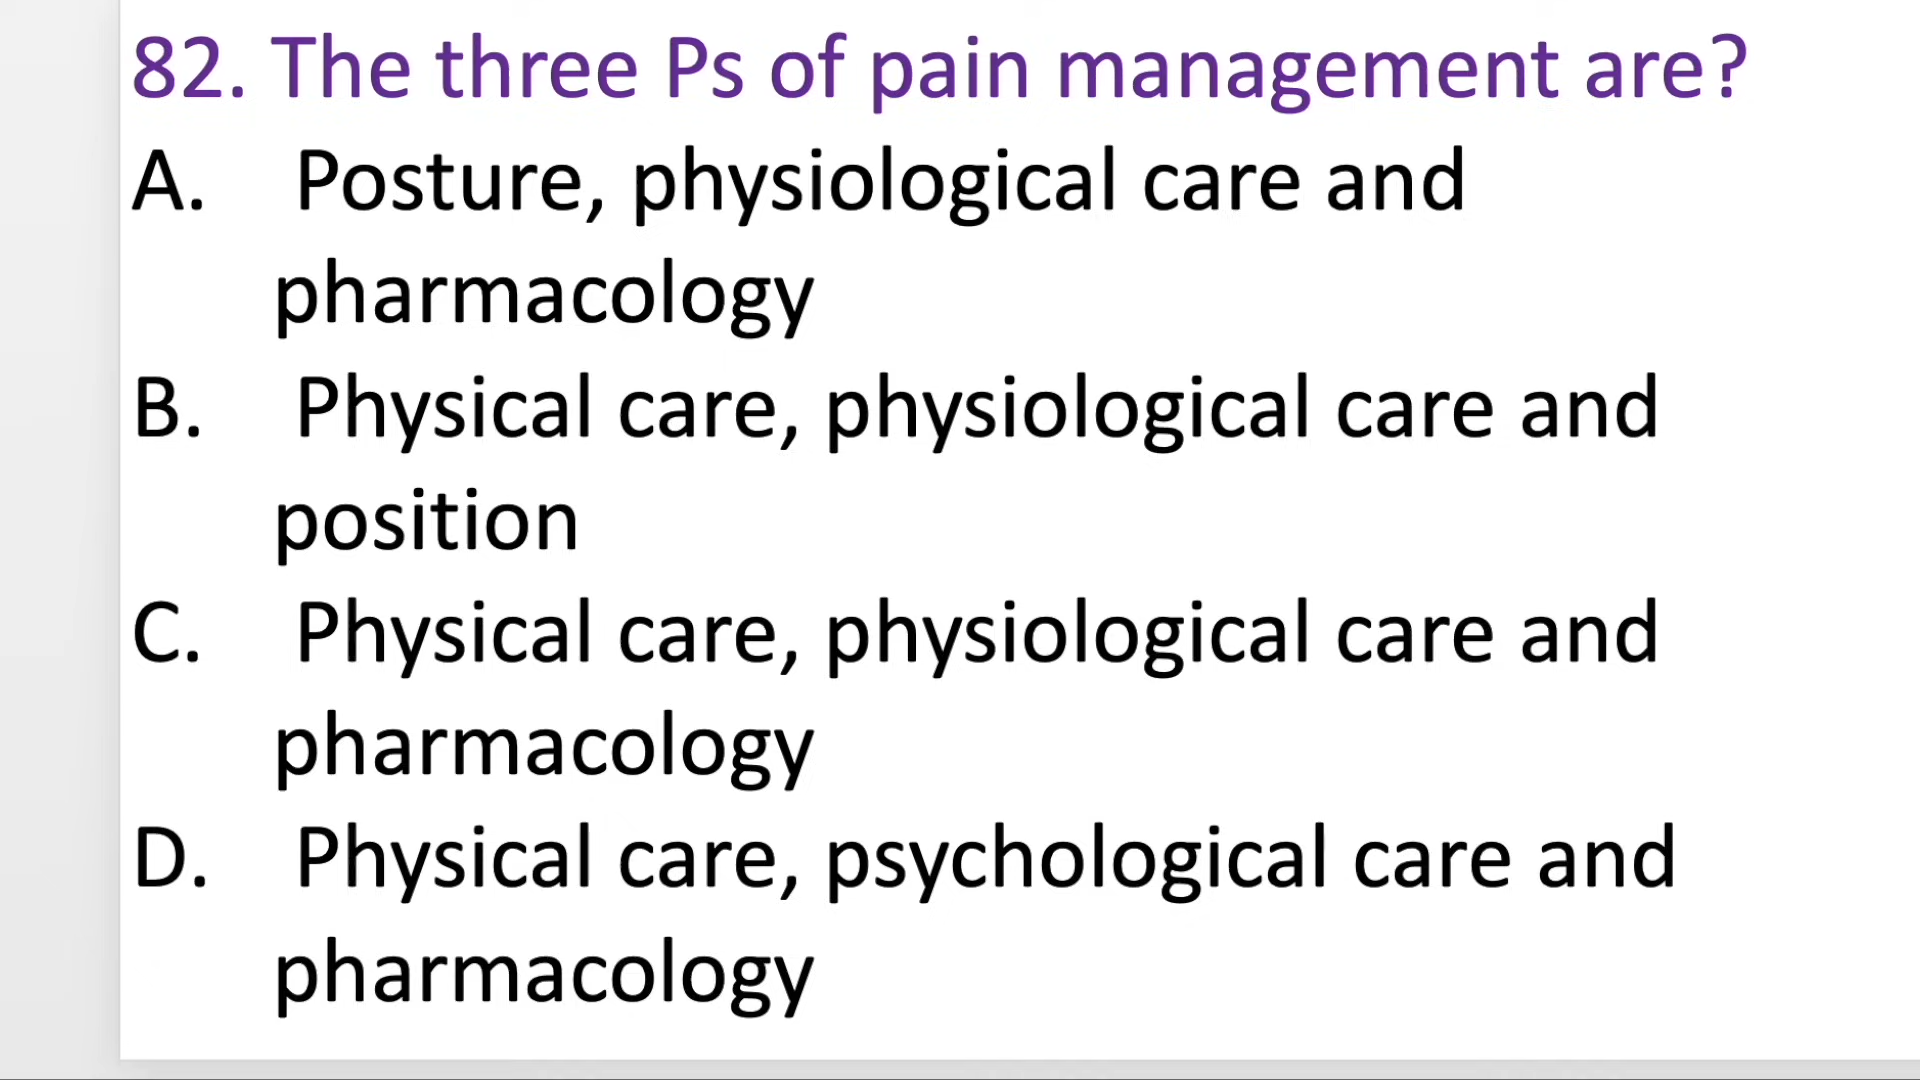 82. The three Ps of pain management are?
A. Posture, physiological care and
pharmacology
B. Physical care, physiological care and
position
C. Physical care, physiological care and
pharmacology
D. Physical care, psychological care and
pharmacology